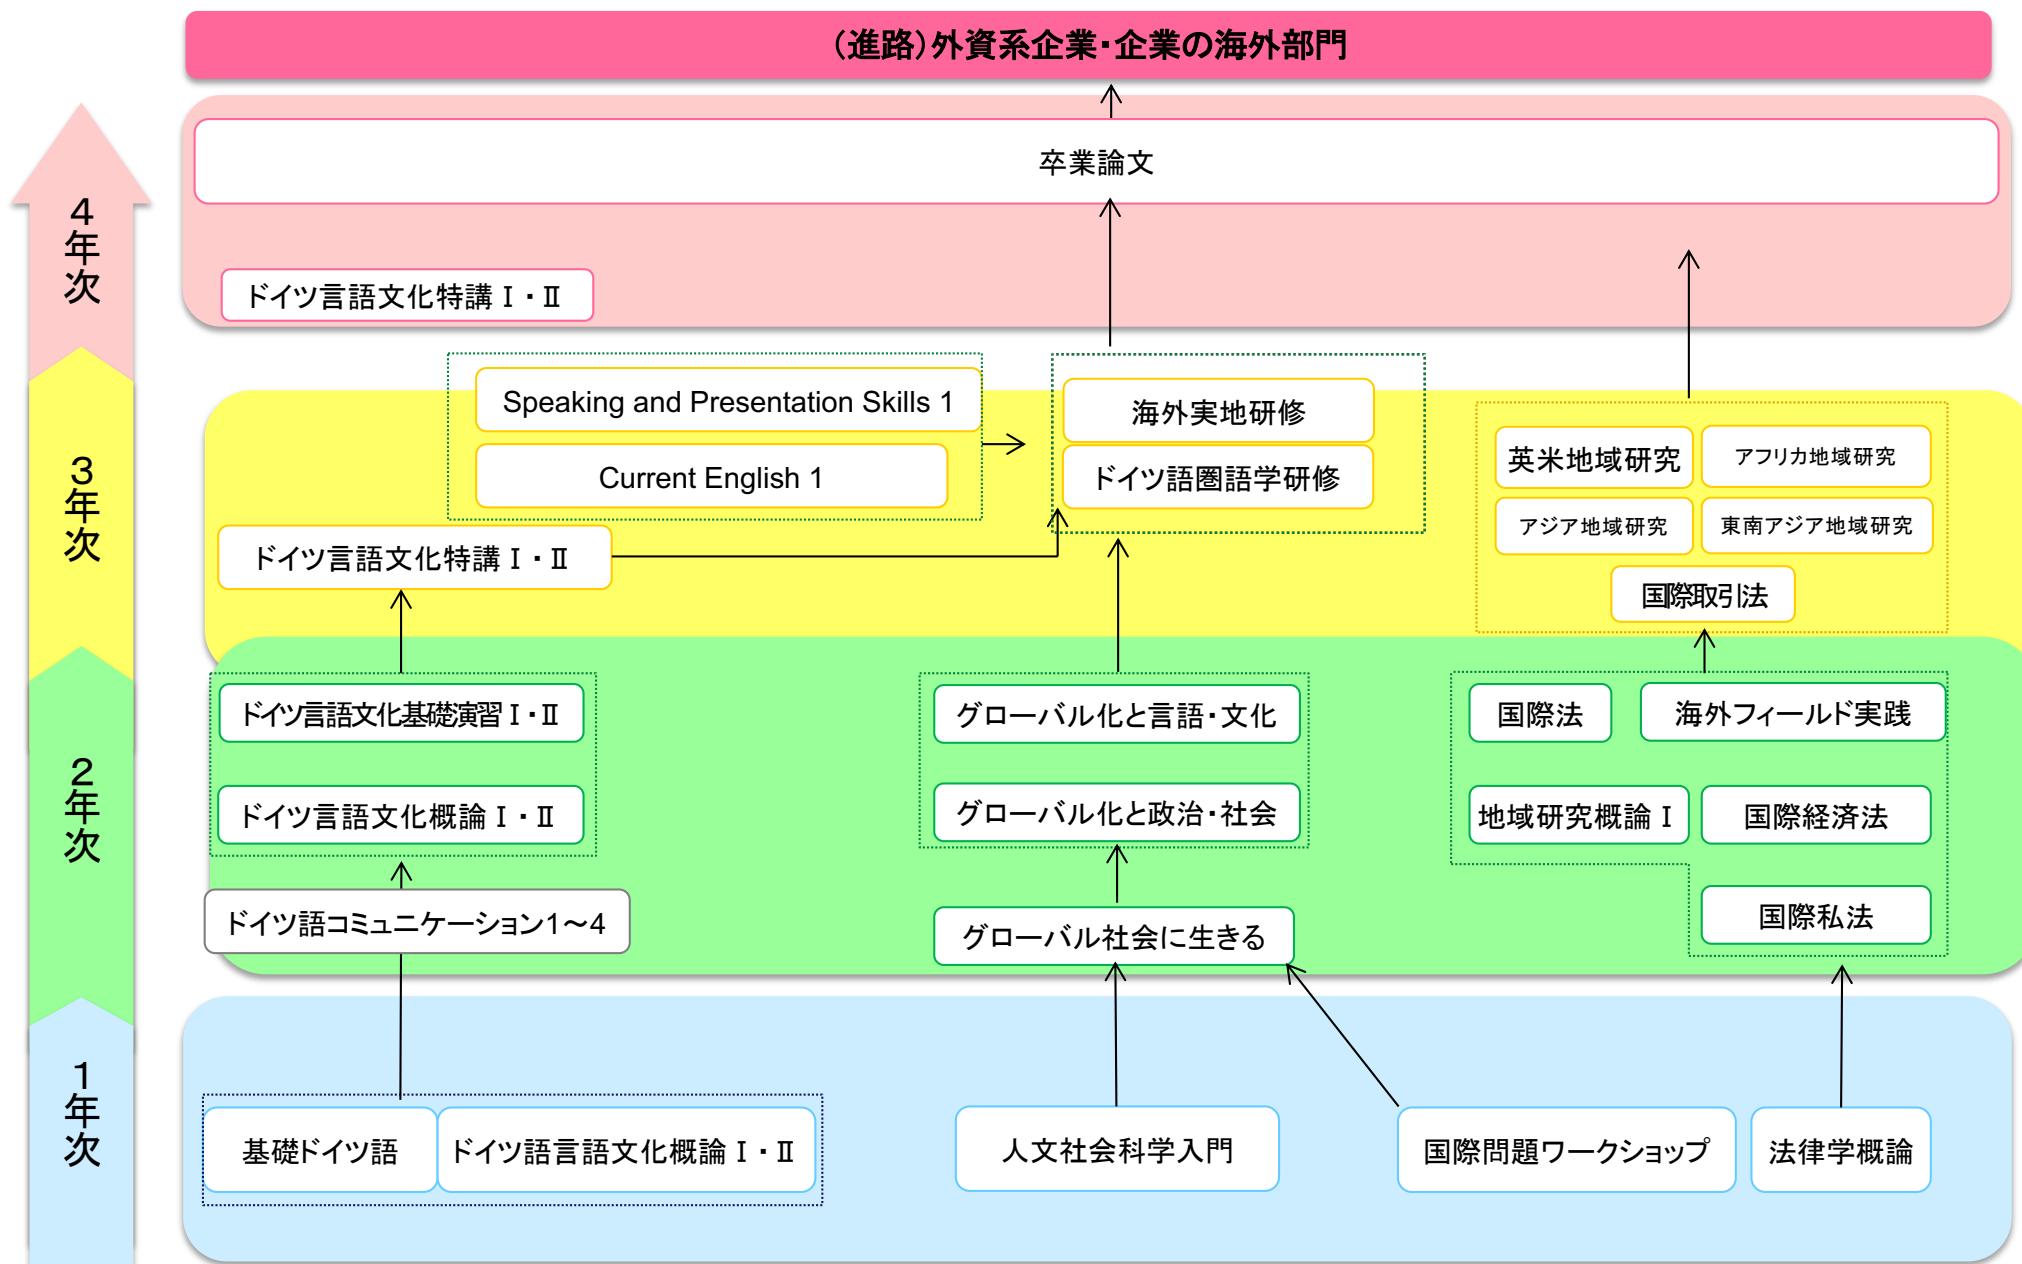 （進路）外資系企業・企業の海外部門
卒業論文
4年次
ドイツ言語文化特講Ⅰ・Ⅱ
3年次
Speaking and Presentation Skills 1
Current English 1
海外実地研修
ドイツ語圏語学研修
英米地域研究
アフリカ地域研究
アジア地域研究
東南アジア地域研究
国際取引法
ドイツ言語文化特講Ⅰ・Ⅱ
2年次
ドイツ言語文化基礎演習Ⅰ・Ⅱ
グローバル化と言語・文化
国際法
海外フィールド実践
ドイツ言語文化概論Ⅰ・Ⅱ
グローバル化と政治・社会
地域研究概論Ⅰ
国際経済法
ドイツ語コミュニケーション1～4
グローバル社会に生きる
国際私法
1年次
基礎ドイツ語
ドイツ語言語文化概論Ⅰ・Ⅱ
人文社会科学入門
国際問題ワークショップ
法律学概論